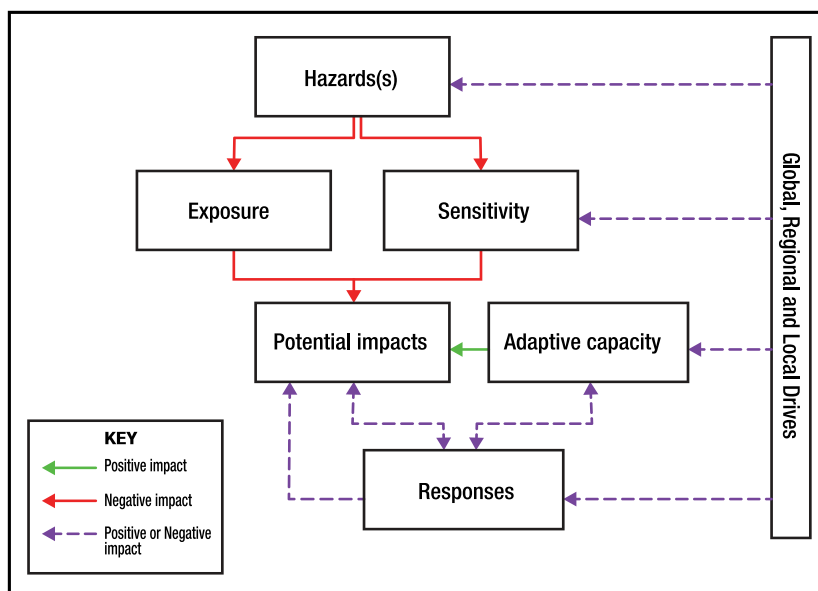 Hazards(s)
Exposure
Sensitivity
Potential impacts
Adaptive capacity
Responses
Global, Regional and Local Drives
KEY
Positive impact
Negative impact
Positive or Negative
impact